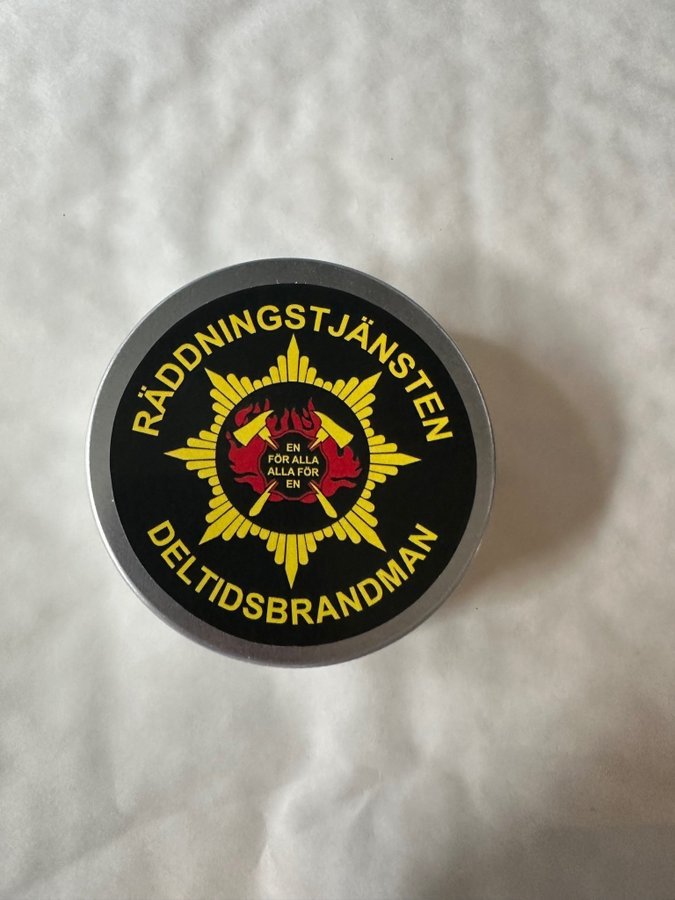 RÄDDNINGSTJÄNSTEN
EN
FÖR ALLA
ALLA FÖR
EN
DELTIDSBRANDMAN